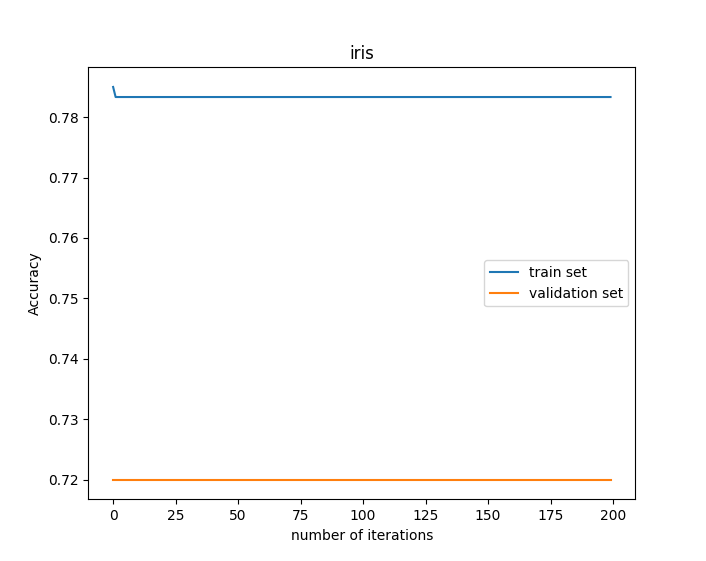 iris
Accuracy
0.78
0.77
0.76
0.75
0.74
0.73
0.72
train set
validation set
0 25 50 75 100 125 150 175 200
number of iterations